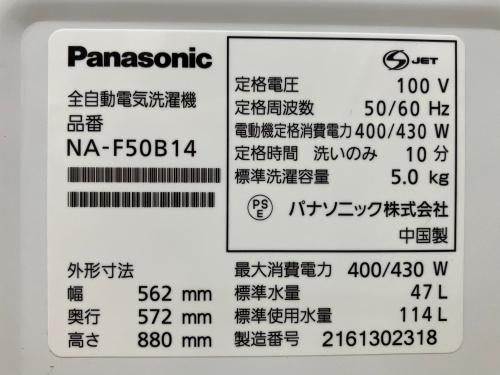 Panasonic
全自動電気洗濯機
品番
NA-F50B14
外形寸法
幅 562 mm
奥行 572 mm
高さ 880 mm
S JET
定格電圧 100 V
定格周波数 50/60 Hz
電動機定格消費電力 400/430 W
定格時間 洗いのみ 10 分
標準洗濯容量 5.0 kg
PS E パナソニック株式会社
中国製
最大消費電力 400/430 W
標準水量 47 L
標準使用水量 114 L
製造番号 2161302318